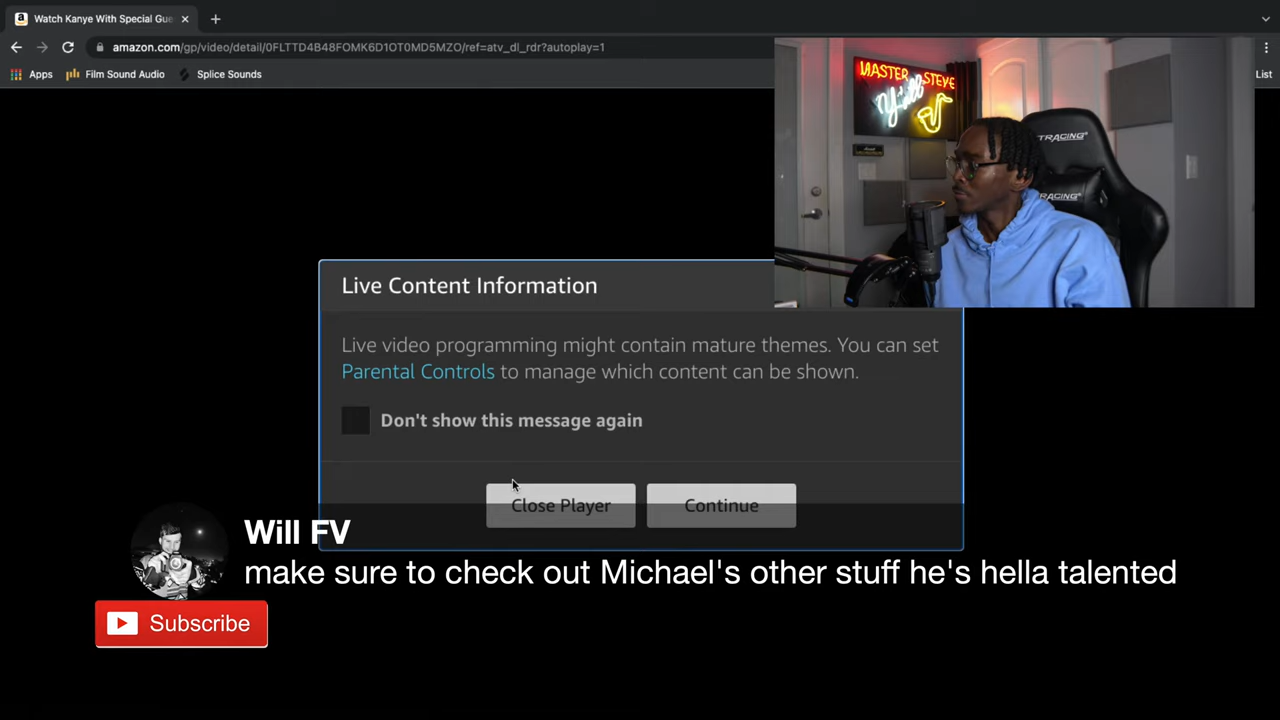 Watch Kanye With Special Gue
amazon.com/gp/video/detail/0FLTTD4B48FOMK6D1OT0MD5MZO/ref=atv_dl_rdr?autoplay=1
Apps
Film Sound Audio
Splice Sounds
List
MASTER STEVE
Y'all
TRACING
TRACING
Live Content Information
Live video programming might contain mature themes. You can set
Parental Controls to manage which content can be shown.
Don't show this message again
Close Player
Continue
Will FV
make sure to check out Michael's other stuff he's hella talented
Subscribe